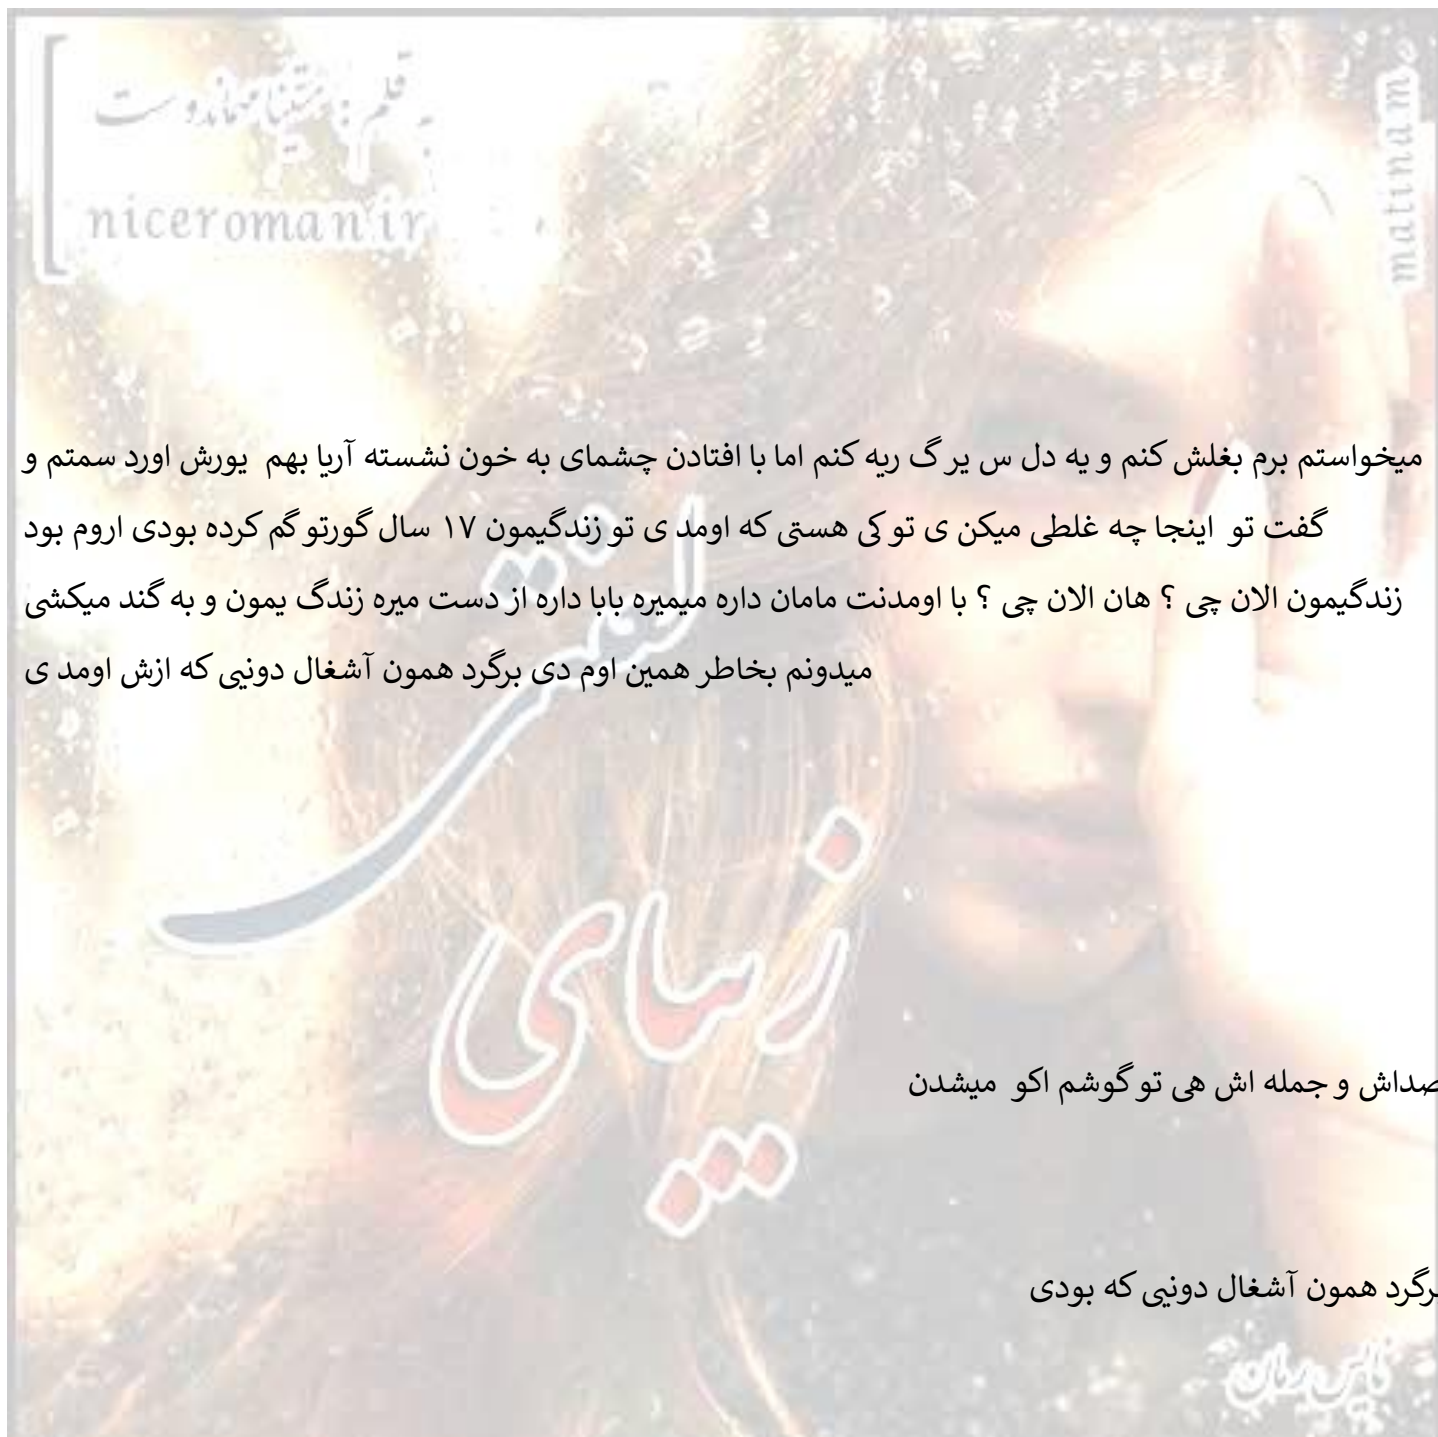 به قلم : متینا مهماندوست
niceroman.ir
matinam
میخواستم برم بغلش کنم و یه دل س یر گ ریه کنم اما با افتادن چشمای به خون نشسته آریا بهم یورش اورد سمتم و
گفت تو اینجا چه غلطی میکن ی تو کی هستی که اومد ی تو زندگیمون ۱۷ سال گورتو گم کرده بودی اروم بود
زندگیمون الان چی ؟ هان الان چی ؟ با اومدنت مامان داره میمیره بابا داره از دست میره زندگ یمون و به گند میکشی
میدونم بخاطر همین اوم دی برگرد همون آشغال دونیی که ازش اومد ی
زیبای
صداش و جمله اش هی تو گوشم اکو میشدن
برگرد همون آشغال دونیی که بودی
نایس رمان